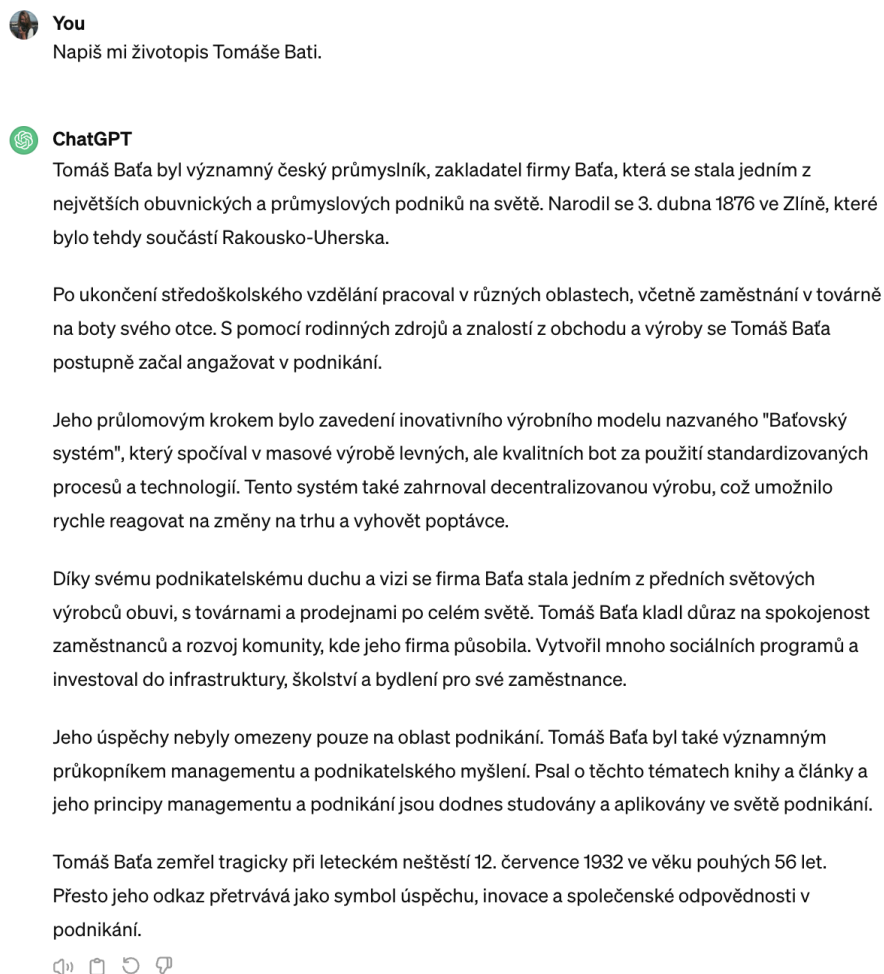 You
Napiš mi životopis Tomáše Bati.
ChatGPT
Tomáš Baťa byl významný český průmyslník, zakladatel firmy Baťa, která se stala jedním z
největších obuvnických a průmyslových podniků na světě. Narodil se 3. dubna 1876 ve Zlíně, které
bylo tehdy součástí Rakousko-Uherska.
Po ukončení středoškolského vzdělání pracoval v různých oblastech, včetně zaměstnání v továrně
na boty svého otce. S pomocí rodinných zdrojů a znalostí z obchodu a výroby se Tomáš Baťa
postupně začal angažovat v podnikání.
Jeho průlomovým krokem bylo zavedení inovativního výrobního modelu nazvaného "Baťovský
systém", který spočíval v masové výrobě levných, ale kvalitních bot za použití standardizovaných
procesů a technologií. Tento systém také zahrnoval decentralizovanou výrobu, což umožnilo
rychle reagovat na změny na trhu a vyhovět poptávce.
Díky svému podnikatelskému duchu a vizi se firma Baťa stala jedním z předních světových
výrobců obuvi, s továrnami a prodejnami po celém světě. Tomáš Baťa kladl důraz na spokojenost
zaměstnanců a rozvoj komunity, kde jeho firma působila. Vytvořil mnoho sociálních programů a
investoval do infrastruktury, školství a bydlení pro své zaměstnance.
Jeho úspěchy nebyly omezeny pouze na oblast podnikání. Tomáš Baťa byl také významným
průkopníkem managementu a podnikatelského myšlení. Psal o těchto tématech knihy a články a
jeho principy managementu a podnikání jsou dodnes studovány a aplikovány ve světě podnikání.
Tomáš Baťa zemřel tragicky při leteckém neštěstí 12. července 1932 ve věku pouhých 56 let.
Přesto jeho odkaz přetrvává jako symbol úspěchu, inovace a společenské odpovědnosti v
podnikání.